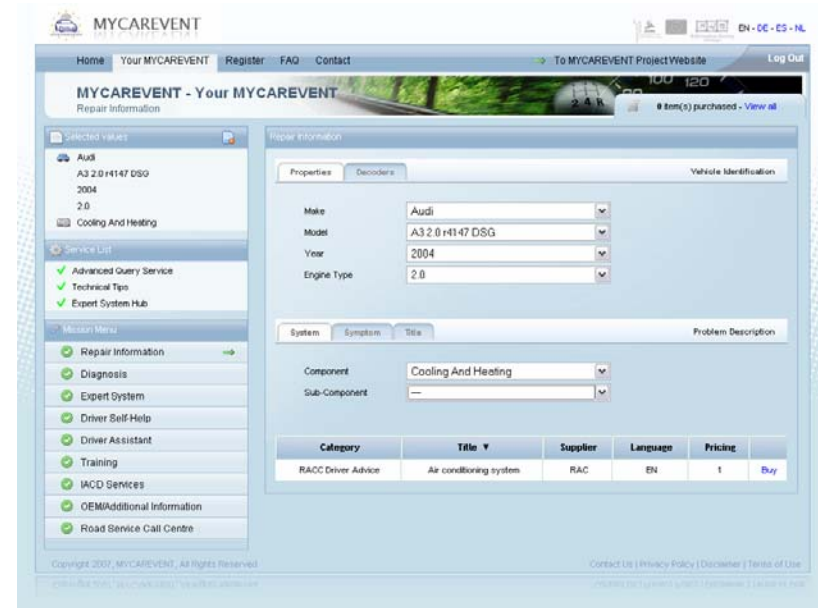 MYCAREVENT
EN - DE - ES - NL
Home Your MYCAREVENT Register FAQ Contact To MYCAREVENT Project Website Log Out
MYCAREVENT - Your MYCAREVENT
Repair Information
100 120
2 4 R
0 item(s) purchased - View all
Selected values
Audi
A3 2.0 r4147 DSG
2004
2.0
Cooling And Heating
Service List
Advanced Query Service
Technical Tips
Expert System Hub
Mission Menu
Repair Information
Diagnosis
Expert System
Driver Self-Help
Driver Assistant
Training
IACD Services
OEM/Additional Information
Road Service Call Centre
Repair Information
Properties Decoders Vehicle Identification
Make Audi
Model A3 2.0 r4147 DSG
Year 2004
Engine Type 2.0
System Symptom Title Problem Description
Component Cooling And Heating
Sub-Component ---
Category Title ▼ Supplier Language Pricing
RACC Driver Advice Air conditioning system RAC EN 1 Buy
Copyright 2007, MYCAREVENT, All Rights Reserved. Contact Us | Privacy Policy | Disclaimer | Terms of Use